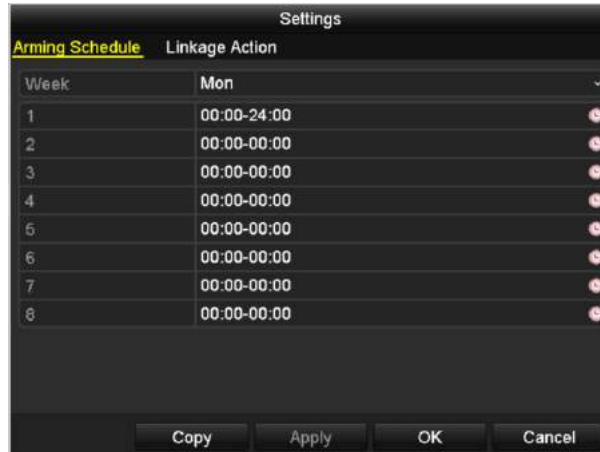 Settings
Arming Schedule Linkage Action
Week Mon
1 00:00-24:00
2 00:00-00:00
3 00:00-00:00
4 00:00-00:00
5 00:00-00:00
6 00:00-00:00
7 00:00-00:00
8 00:00-00:00
Copy Apply OK Cancel